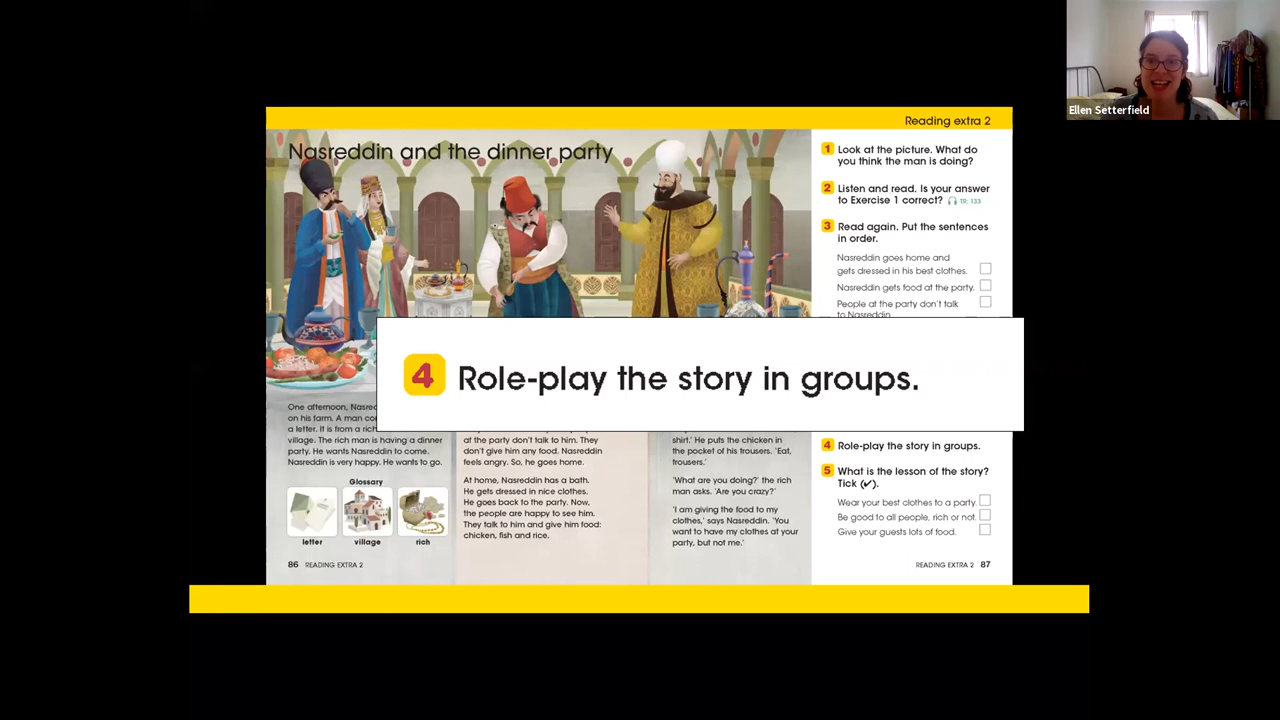 Ellen Setterfield
Reading extra 2
Nasreddin and the dinner party
1 Look at the picture. What do
you think the man is doing?
2 Listen and read. Is your answer
to Exercise 1 correct? TR: 133
3 Read again. Put the sentences
in order.
Nasreddin goes home and
gets dressed in his best clothes.
Nasreddin gets food at the party.
People at the party don't talk
to Nasreddin.
4 Role-play the story in groups.
One afternoon, Nasred
on his farm. A man co
a letter. It is from a rich
village. The rich man is having a dinner
party. He wants Nasreddin to come.
Nasreddin is very happy. He wants to go.
Glossary
letter village rich
86 READING EXTRA 2
at the party don't talk to him. They
don't give him any food. Nasreddin
feels angry. So, he goes home.
At home, Nasreddin has a bath.
He gets dressed in nice clothes.
He goes back to the party. Now,
the people are happy to see him.
They talk to him and give him food:
chicken, fish and rice.
shirt.' He puts the chicken in
the pocket of his trousers. 'Eat,
trousers.'
'What are you doing?' the rich
man asks. 'Are you crazy?'
'I am giving the food to my
clothes,' says Nasreddin. 'You
want to have my clothes at your
party, but not me.'
4 Role-play the story in groups.
5 What is the lesson of the story?
Tick (✔).
Wear your best clothes to a party.
Be good to all people, rich or not.
Give your guests lots of food.
READING EXTRA 2 87